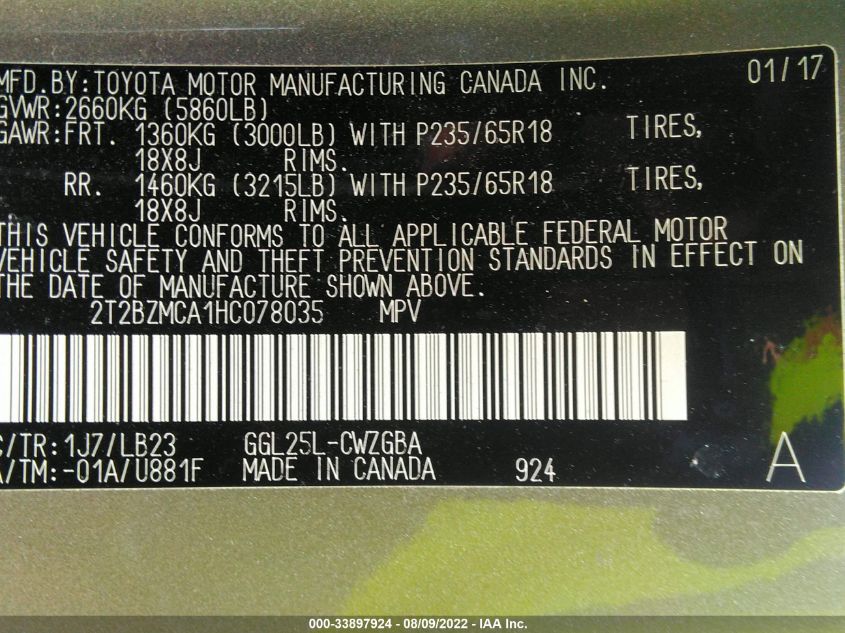 MFD.BY:TOYOTA MOTOR MANUFACTURING CANADA INC. 01/17
GVWR:2660KG (5860LB)
GAWR:FRT. 1360KG (3000LB) WITH P235/65R18 TIRES,
18X8J RIMS.
RR. 1460KG (3215LB) WITH P235/65R18 TIRES,
18X8J RIMS.
THIS VEHICLE CONFORMS TO ALL APPLICABLE FEDERAL MOTOR
VEHICLE SAFETY AND THEFT PREVENTION STANDARDS IN EFFECT ON
THE DATE OF MANUFACTURE SHOWN ABOVE.
2T2BZMCA1HC078035 MPV
C/TR:1J7/LB23 GGL25L-CWZGBA
A/TM:-01A/U881F MADE IN CANADA 924 A
000-33897924 - 08/09/2022 - IAA Inc.